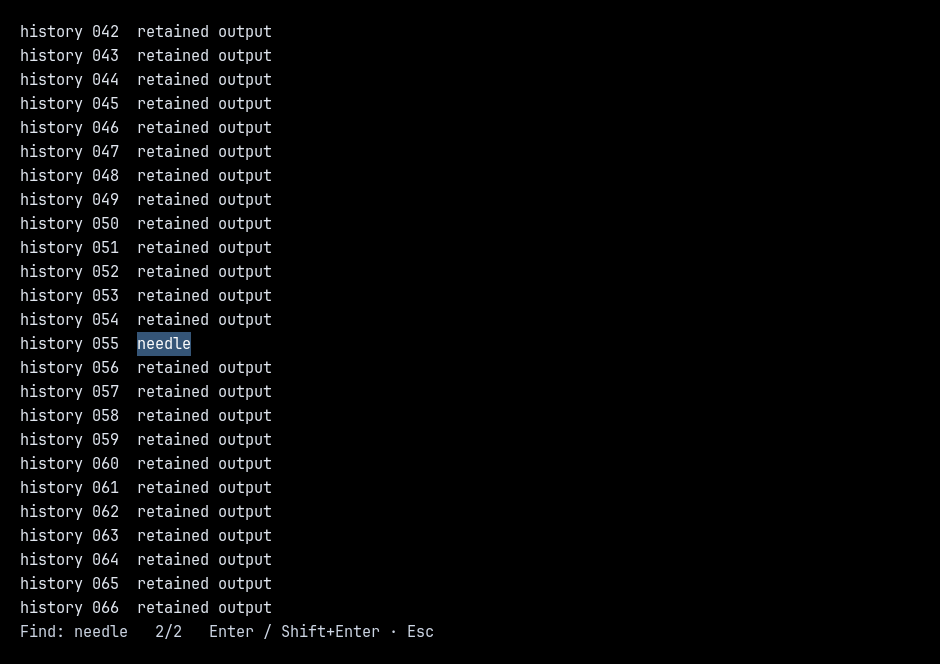 history 042  retained output
history 043  retained output
history 044  retained output
history 045  retained output
history 046  retained output
history 047  retained output
history 048  retained output
history 049  retained output
history 050  retained output
history 051  retained output
history 052  retained output
history 053  retained output
history 054  retained output
history 055  needle
history 056  retained output
history 057  retained output
history 058  retained output
history 059  retained output
history 060  retained output
history 061  retained output
history 062  retained output
history 063  retained output
history 064  retained output
history 065  retained output
history 066  retained output
Find: needle   2/2   Enter / Shift+Enter · Esc